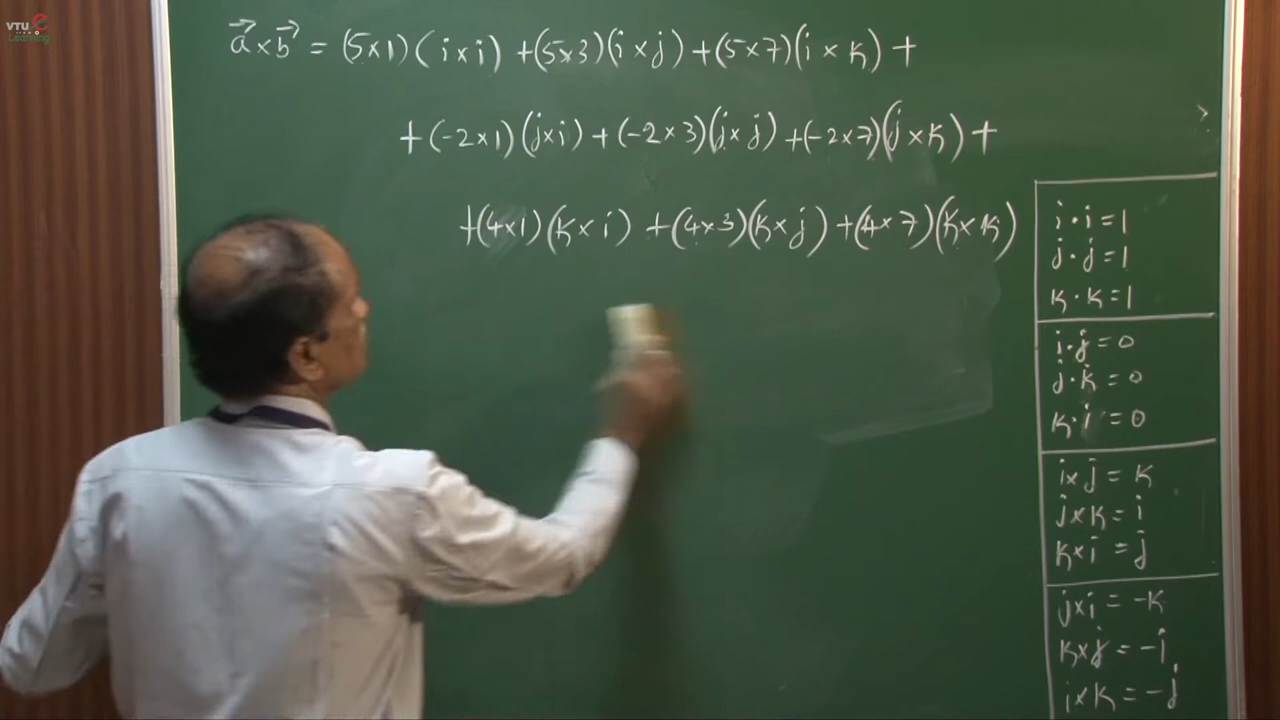 VTU e
Learning
a⃗ × b⃗ = (5×1)(i×i) +(5×3)(i×j) +(5×7)(i×k) +
+(-2×1)(j×i) +(-2×3)(j×j) +(-2×7)(j×k) +
+(4×1)(k×i) +(4×3)(k×j) +(4×7)(k×k)
i·i=1
j·j=1
k·k=1
i·j=0
j·k=0
k·i=0
i×j=k
j×k=i
k×i=j
j×i=-k
k×j=-i
i×k=-j